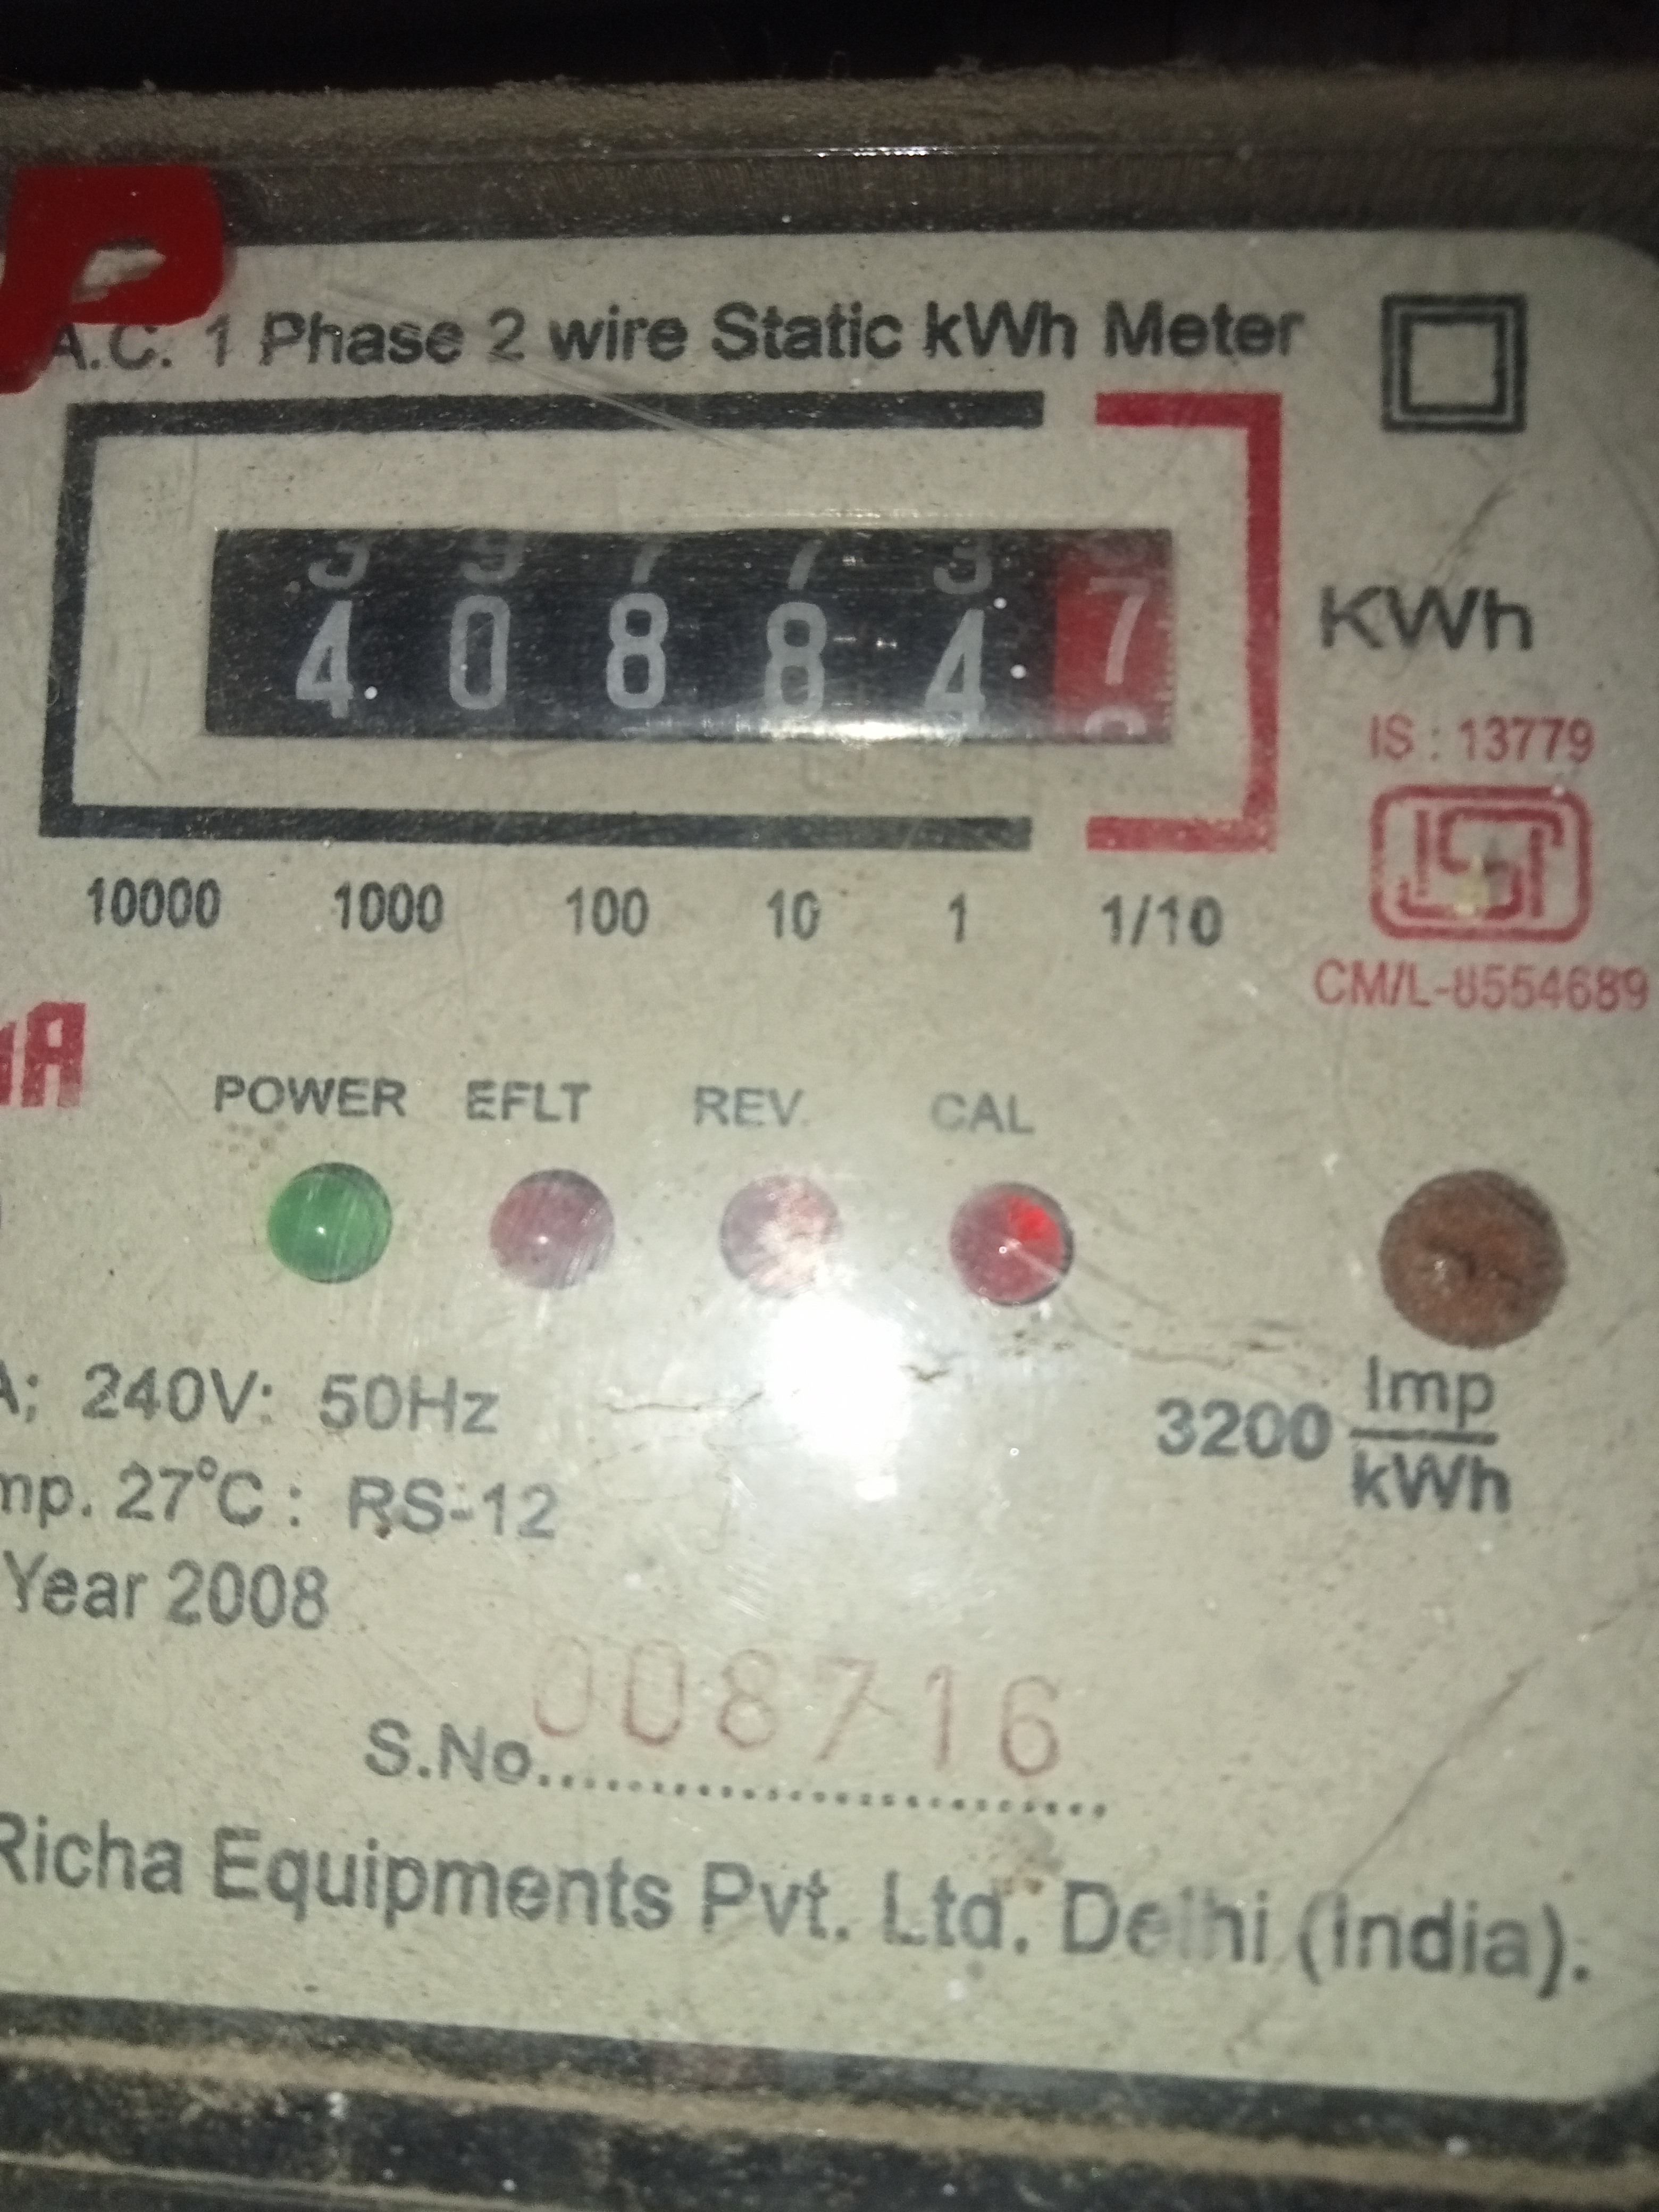 A.C. 1 Phase 2 wire Static kWh Meter
4 0 8 8 4 7
KWh
IS : 13779
10000 1000 100 10 1 1/10
CM/L-8554689
POWER EFLT REV. CAL
A; 240V: 50Hz
3200 Imp
kWh
mp. 27°C : RS-12
Year 2008
S.No. 008716
Richa Equipments Pvt. Ltd. Delhi (India).